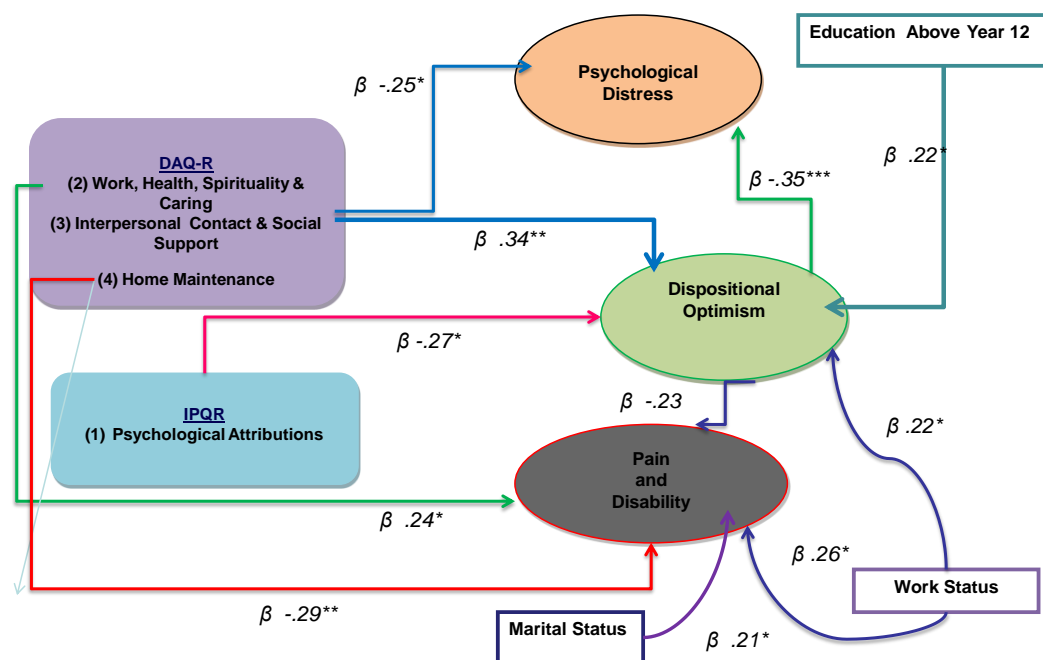 Education Above Year 12
Psychological
Distress
β -.25*
β .22*
DAQ-R
(2) Work, Health, Spirituality &
Caring
(3) Interpersonal Contact & Social
Support
(4) Home Maintenance
β -.35***
β .34**
Dispositional
Optimism
β -.27*
IPQR
(1) Psychological Attributions
β -.23
β .22*
Pain
and
Disability
β .24*
β .26*
Work Status
β -.29**
Marital Status
β .21*